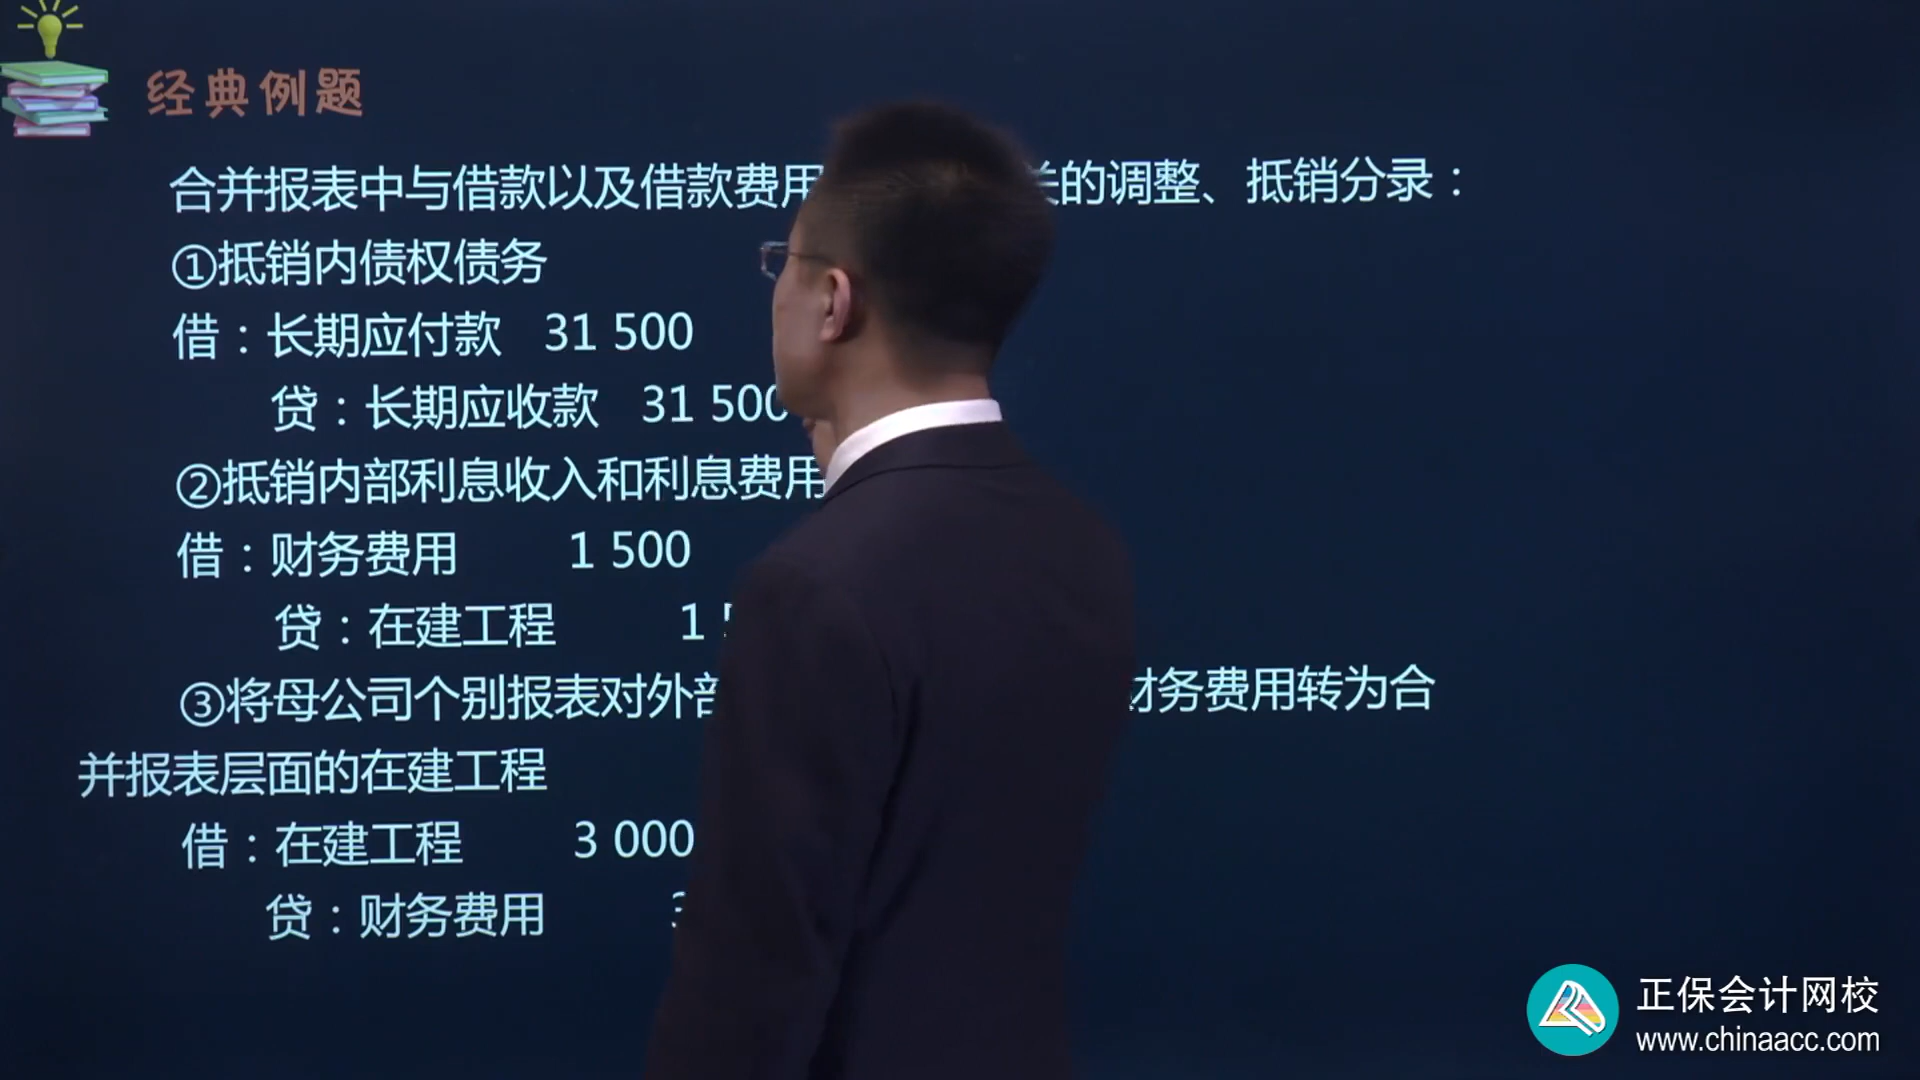 经典例题
合并报表中与借款以及借款费用 的调整、抵销分录：
①抵销内债权债务
借：长期应付款 31 500
贷：长期应收款 31 500
②抵销内部利息收入和利息费用
借：财务费用 1 500
贷：在建工程 1
③将母公司个别报表对外 财务费用转为合
并报表层面的在建工程
借：在建工程 3 000
贷：财务费用
正保会计网校
www.chinaacc.com